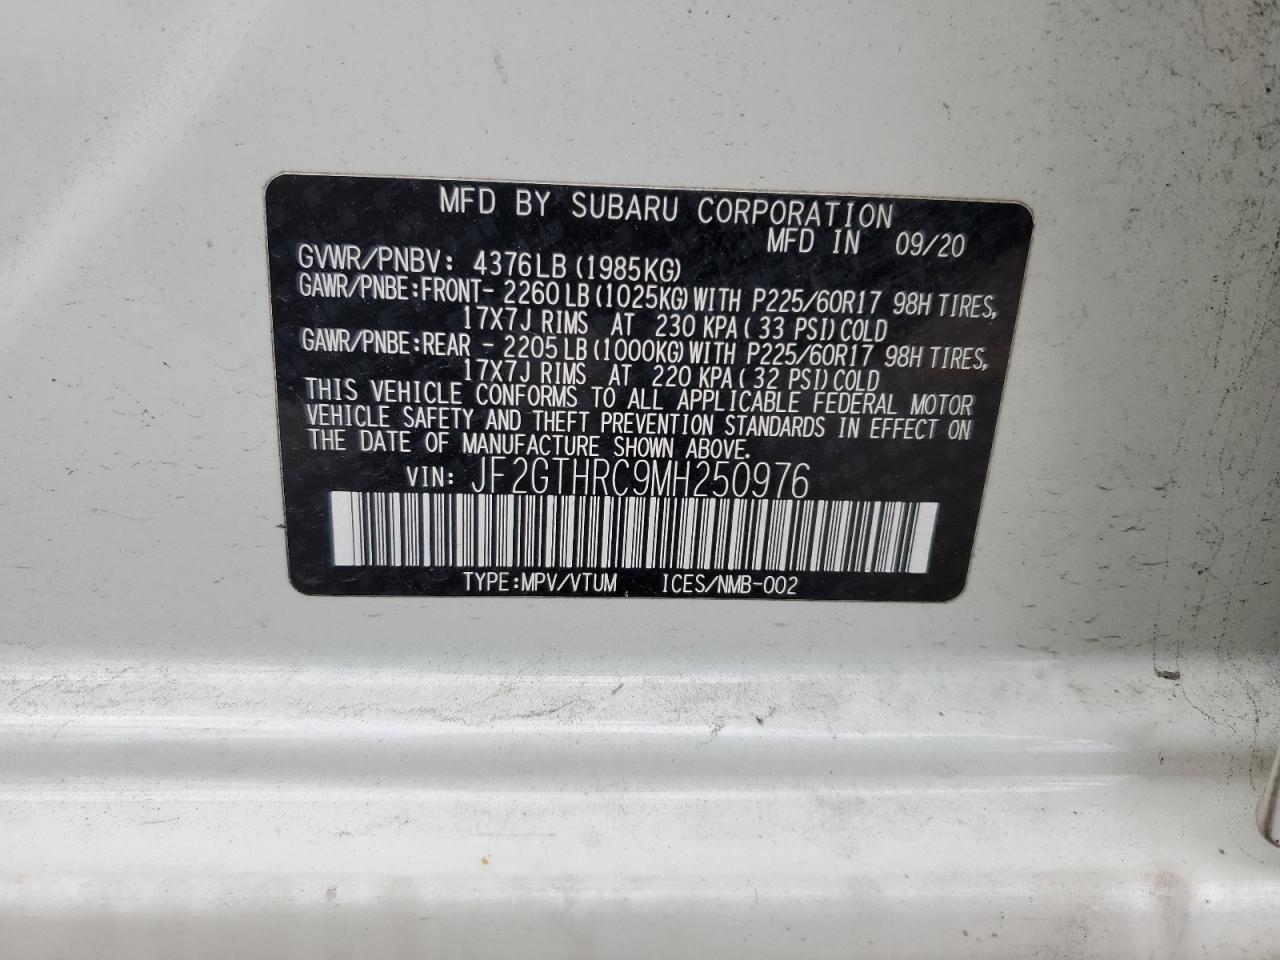 MFD BY SUBARU CORPORATION
MFD IN 09/20
GVWR/PNBV: 4376LB (1985KG)
GAWR/PNBE:FRONT- 2260LB (1025KG) WITH P225/60R17 98H TIRES,
17X7J RIMS AT 230 KPA ( 33 PSI) COLD
GAWR/PNBE:REAR - 2205LB (1000KG) WITH P225/60R17 98H TIRES,
17X7J RIMS AT 220 KPA ( 32 PSI) COLD
THIS VEHICLE CONFORMS TO ALL APPLICABLE FEDERAL MOTOR
VEHICLE SAFETY AND THEFT PREVENTION STANDARDS IN EFFECT ON
THE DATE OF MANUFACTURE SHOWN ABOVE.
VIN: JF2GTHRC9MH250976
TYPE:MPV/VTUM ICES/NMB-002